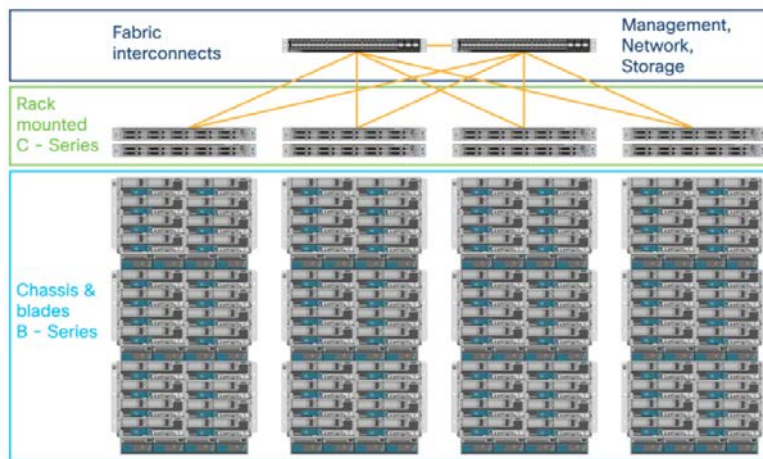 Fabric
interconnects
Management,
Network,
Storage
Rack
mounted
C - Series
Chassis &
blades
B - Series